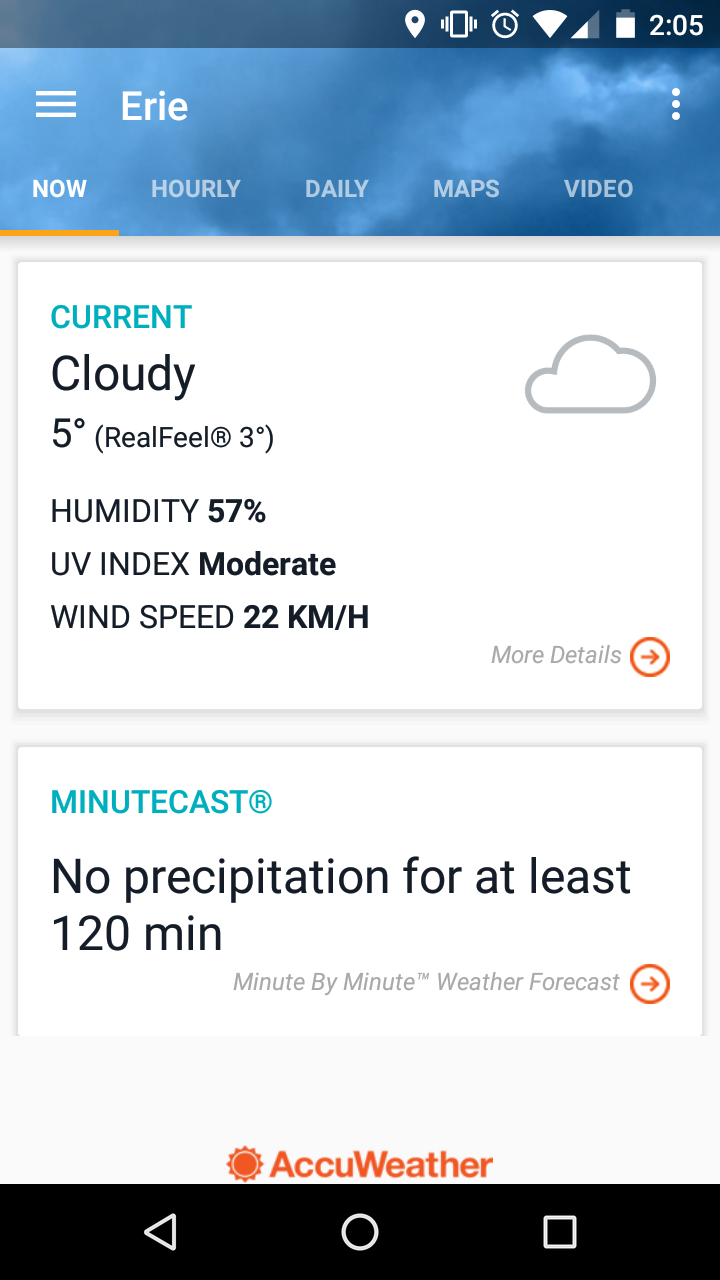 2:05
Erie
NOW HOURLY DAILY MAPS VIDEO
CURRENT
Cloudy
5° (RealFeel® 3°)
HUMIDITY 57%
UV INDEX Moderate
WIND SPEED 22 KM/H
More Details
MINUTECAST®
No precipitation for at least
120 min
Minute By Minute™ Weather Forecast
AccuWeather